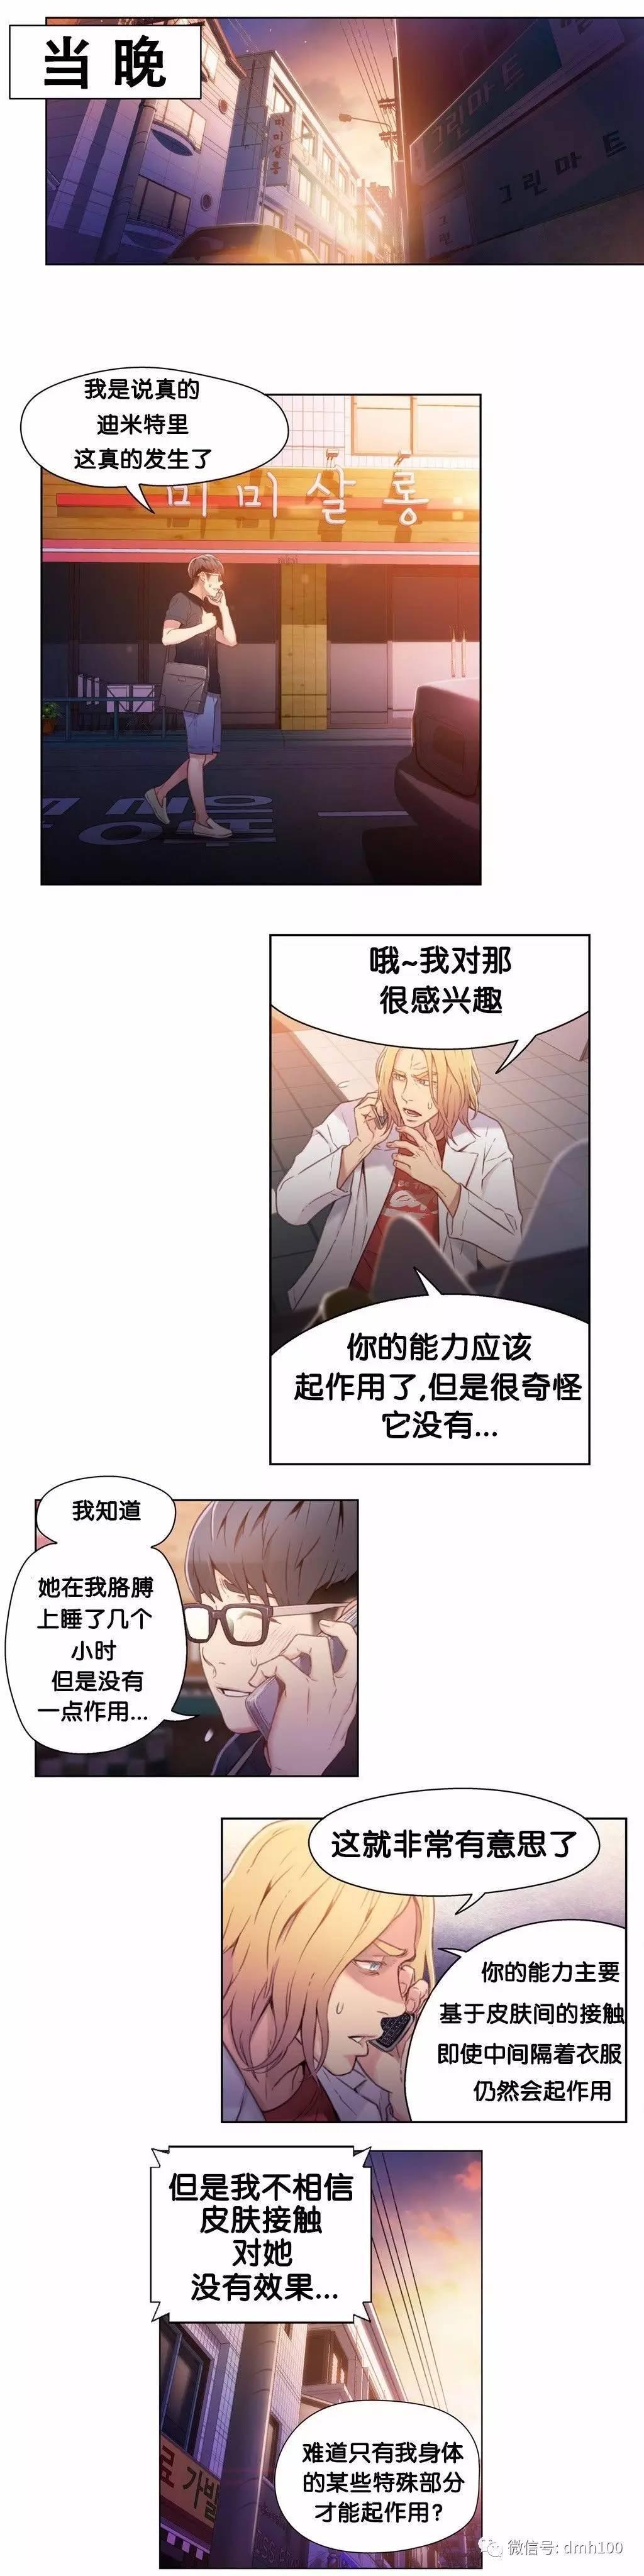 当晚
미미살롱
그린마트
그린마트
그린
我是说真的
迪米特里
这真的发生了
미미살롱
mimi
哦~我对那
很感兴趣
你的能力应该
起作用了,但是很奇怪
它没有...
我知道
她在我胳膊
上睡了几个
小时
但是没有
一点作用...
这就非常有意思了
你的能力主要
基于皮肤间的接触
即使中间隔着衣服
仍然会起作用
但是我不相信
皮肤接触
对她
没有效果...
가발
难道只有我身体
的某些特殊部分
才能起作用?
微信号: dmh100